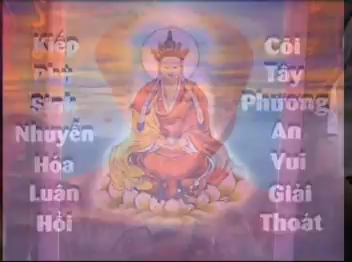 Kiếp
Phù
Sinh
Nhuyễn
Hóa
Luân
Hồi
Cõi
Tây
Phương
An
Vui
Giải
Thoát